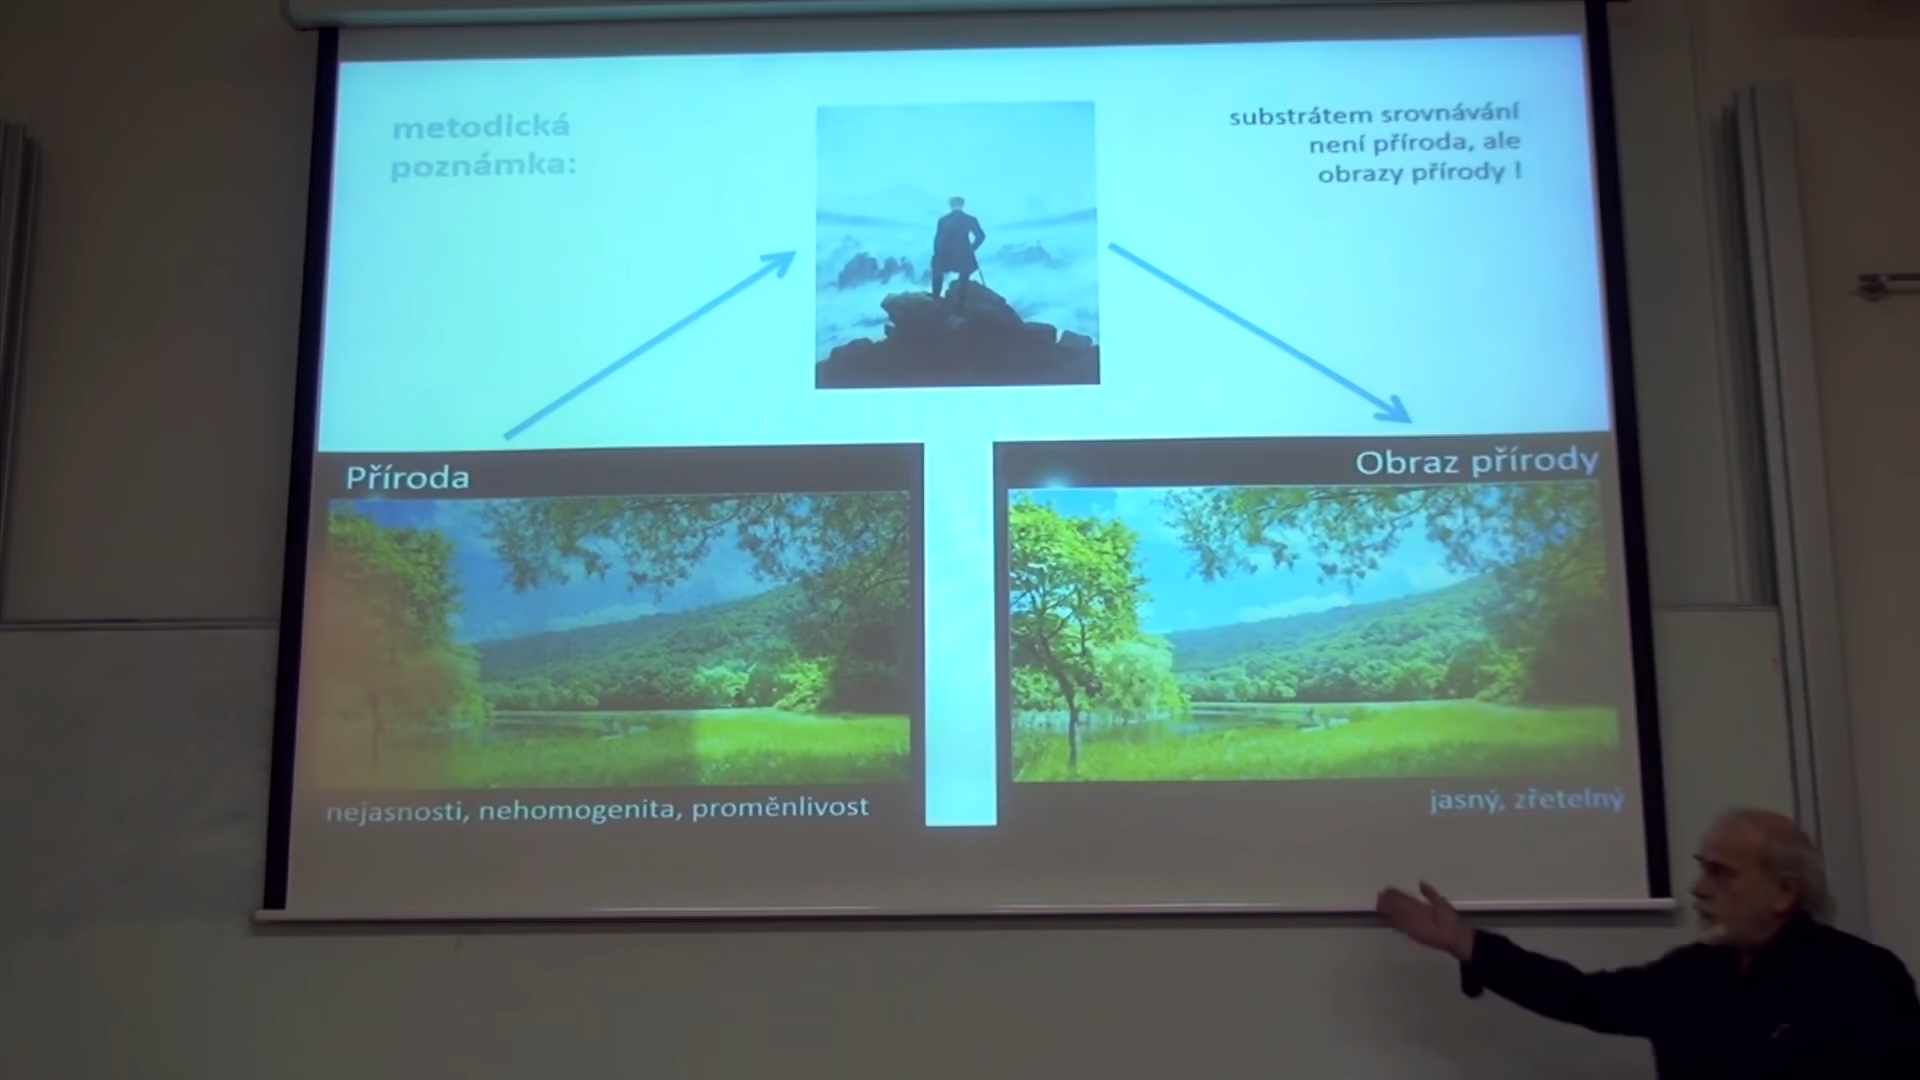 metodická
poznámka:
substrátem srovnávání
není příroda, ale
obrazy přírody !
Příroda
Obraz přírody
nejasnosti, nehomogenita, proměnlivost
jasný, zřetelný